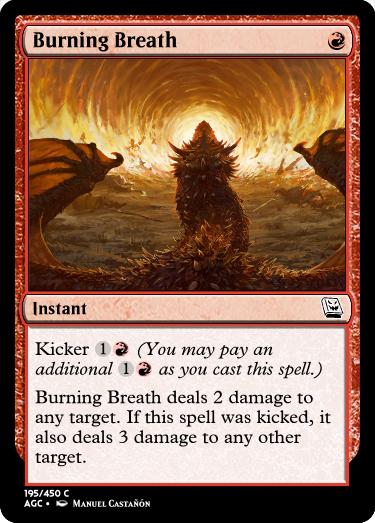 Burning Breath
Instant
Kicker 1 (You may pay an
additional 1 as you cast this spell.)
Burning Breath deals 2 damage to
any target. If this spell was kicked, it
also deals 3 damage to any other
target.
195/450 C
AGC • Manuel Castañón